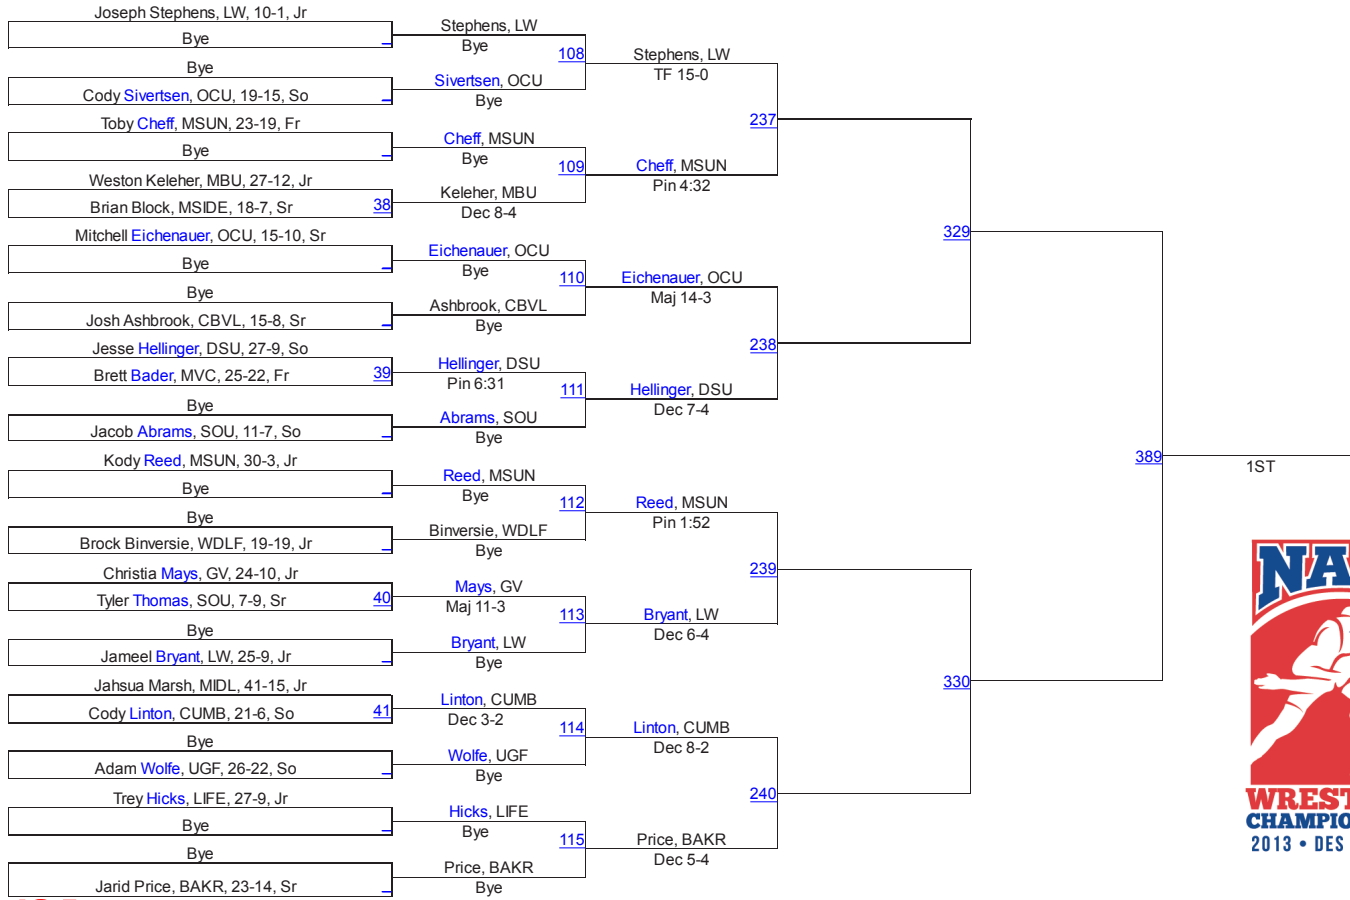 Joseph Stephens, LW, 10-1, Jr
Bye
Bye
Cody Sivertsen, OCU, 19-15, So
Toby Cheff, MSUN, 23-19, Fr
Bye
Weston Keleher, MBU, 27-12, Jr
Brian Block, MSIDE, 18-7, Sr
38
Mitchell Eichenauer, OCU, 15-10, Sr
Bye
Bye
Josh Ashbrook, CBVL, 15-8, Sr
Jesse Hellinger, DSU, 27-9, So
Brett Bader, MVC, 25-22, Fr
39
Bye
Jacob Abrams, SOU, 11-7, So
Kody Reed, MSUN, 30-3, Jr
Bye
Bye
Brock Binversie, WDLF, 19-19, Jr
Christia Mays, GV, 24-10, Jr
Tyler Thomas, SOU, 7-9, Sr
40
Bye
Jameel Bryant, LW, 25-9, Jr
Jahsua Marsh, MIDL, 41-15, Jr
Cody Linton, CUMB, 21-6, So
41
Bye
Adam Wolfe, UGF, 26-22, So
Trey Hicks, LIFE, 27-9, Jr
Bye
Bye
Jarid Price, BAKR, 23-14, Sr
Stephens, LW
Bye
108
Sivertsen, OCU
Bye
Cheff, MSUN
Bye
109
Keleher, MBU
Dec 8-4
Eichenauer, OCU
Bye
110
Ashbrook, CBVL
Bye
Hellinger, DSU
Pin 6:31
111
Abrams, SOU
Bye
Reed, MSUN
Bye
112
Binversie, WDLF
Bye
Mays, GV
Maj 11-3
113
Bryant, LW
Bye
Linton, CUMB
Dec 3-2
114
Wolfe, UGF
Bye
Hicks, LIFE
Bye
115
Price, BAKR
Bye
Stephens, LW
TF 15-0
237
Cheff, MSUN
Pin 4:32
Eichenauer, OCU
Maj 14-3
238
Hellinger, DSU
Dec 7-4
Reed, MSUN
Pin 1:52
239
Bryant, LW
Dec 6-4
Linton, CUMB
Dec 8-2
240
Price, BAKR
Dec 5-4
329
330
389
1ST
NA
WREST
CHAMPIO
2013 • DES